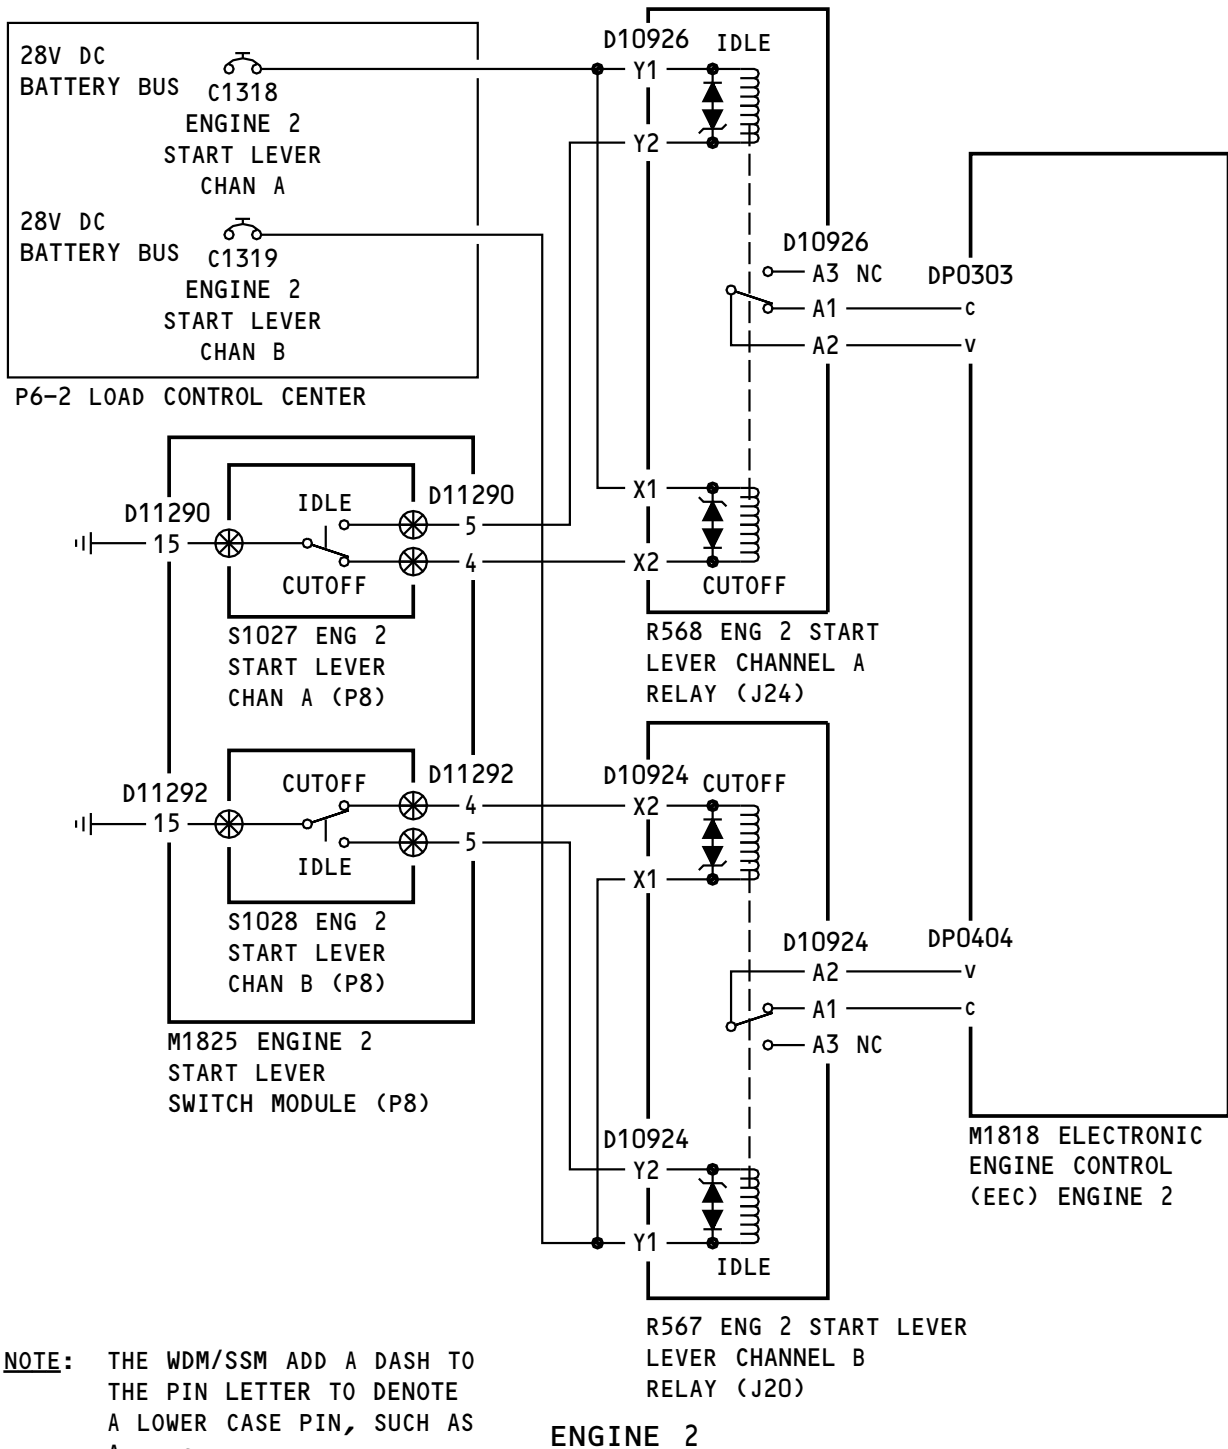 28V DC
BATTERY BUS
C1318
ENGINE 2
START LEVER
CHAN A
28V DC
BATTERY BUS
C1319
ENGINE 2
START LEVER
CHAN B
P6-2 LOAD CONTROL CENTER
D10926
IDLE
Y1
Y2
D10926
A3 NC
A1
A2
DP0303
c
v
X1
X2
CUTOFF
R568 ENG 2 START
LEVER CHANNEL A
RELAY (J24)
D11290
15
IDLE
CUTOFF
D11290
5
4
S1027 ENG 2
START LEVER
CHAN A (P8)
D11292
15
CUTOFF
IDLE
D11292
4
5
S1028 ENG 2
START LEVER
CHAN B (P8)
M1825 ENGINE 2
START LEVER
SWITCH MODULE (P8)
D10924
CUTOFF
X2
X1
D10924
A2
A1
A3 NC
DP0404
v
c
D10924
Y2
Y1
IDLE
R567 ENG 2 START LEVER
LEVER CHANNEL B
RELAY (J20)
M1818 ELECTRONIC
ENGINE CONTROL
(EEC) ENGINE 2
NOTE: THE WDM/SSM ADD A DASH TO
THE PIN LETTER TO DENOTE
A LOWER CASE PIN, SUCH AS
ENGINE 2